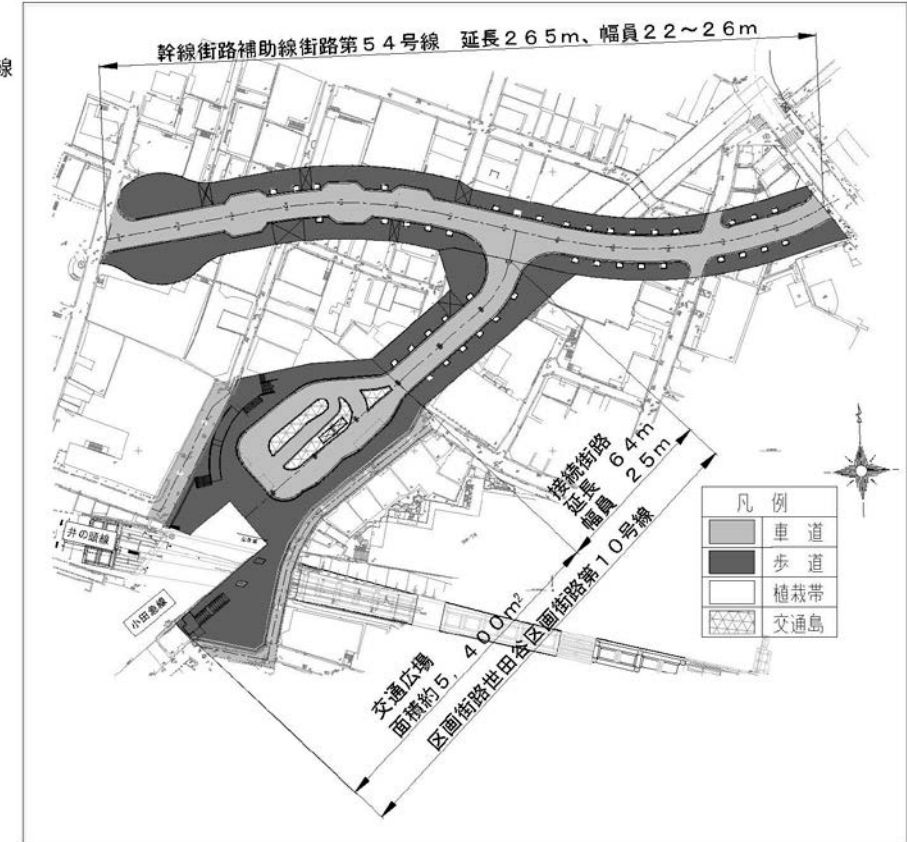 線
幹線街路補助線街路第５４号線　延長２６５ｍ、幅員２２～２６ｍ
接続街路
延長　６４ｍ
幅員　２５ｍ
井の頭線
小田急線
交通広場
面積約５，４００ｍ²
区画街路世田谷区画街路第１０号線
凡　例
車　道
歩　道
植栽帯
交通島